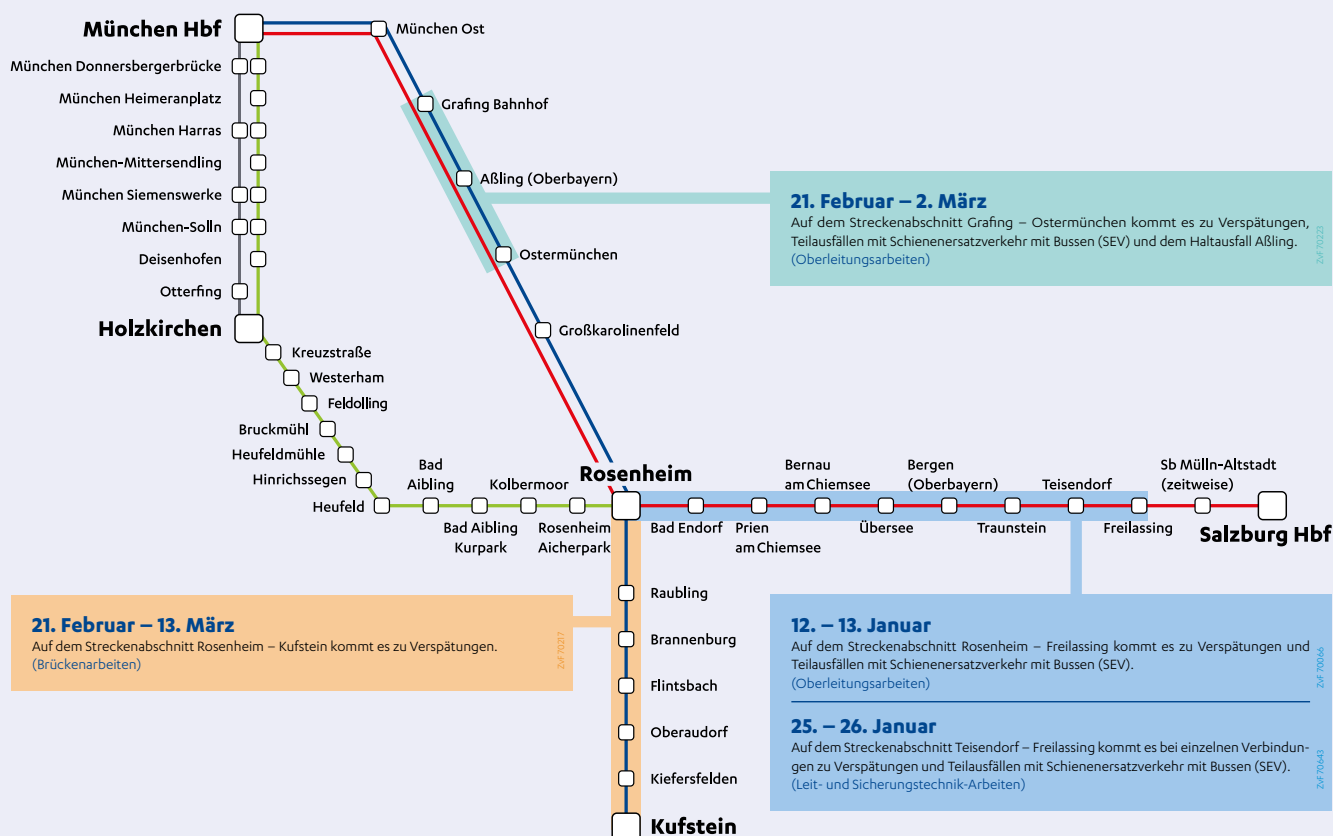 München Hbf
München Ost
München Donnersbergerbrücke
München Heimeranplatz
Grafing Bahnhof
München Harras
München-Mittersendling
Aßling (Oberbayern)
München Siemenswerke
München-Solln
Ostermünchen
Deisenhofen
Otterfing
Holzkirchen
Großkarolinenfeld
21. Februar – 2. März
Auf dem Streckenabschnitt Grafing – Ostermünchen kommt es zu Verspätungen,
Teilausfällen mit Schienenersatzverkehr mit Bussen (SEV) und dem Haltausfall Aßling.
(Oberleitungsarbeiten)
ZvF 70223
Kreuzstraße
Westerham
Feldolling
Bruckmühl
Heufeldmühle
Hinrichssegen
Heufeld
Bad
Aibling
Bad Aibling
Kurpark
Kolbermoor
Rosenheim
Aicherpark
Rosenheim
Bad Endorf
Prien
am Chiemsee
Bernau
am Chiemsee
Übersee
Bergen
(Oberbayern)
Traunstein
Teisendorf
Freilassing
Sb Mülln-Altstadt
(zeitweise)
Salzburg Hbf
Raubling
Brannenburg
Flintsbach
Oberaudorf
Kiefersfelden
Kufstein
21. Februar – 13. März
Auf dem Streckenabschnitt Rosenheim – Kufstein kommt es zu Verspätungen.
(Brückenarbeiten)
ZvF 70217
12. – 13. Januar
Auf dem Streckenabschnitt Rosenheim – Freilassing kommt es zu Verspätungen und
Teilausfällen mit Schienenersatzverkehr mit Bussen (SEV).
(Oberleitungsarbeiten)
ZvF 70066
25. – 26. Januar
Auf dem Streckenabschnitt Teisendorf – Freilassing kommt es bei einzelnen Verbindun-
gen zu Verspätungen und Teilausfällen mit Schienenersatzverkehr mit Bussen (SEV).
(Leit- und Sicherungstechnik-Arbeiten)
ZvF 70643